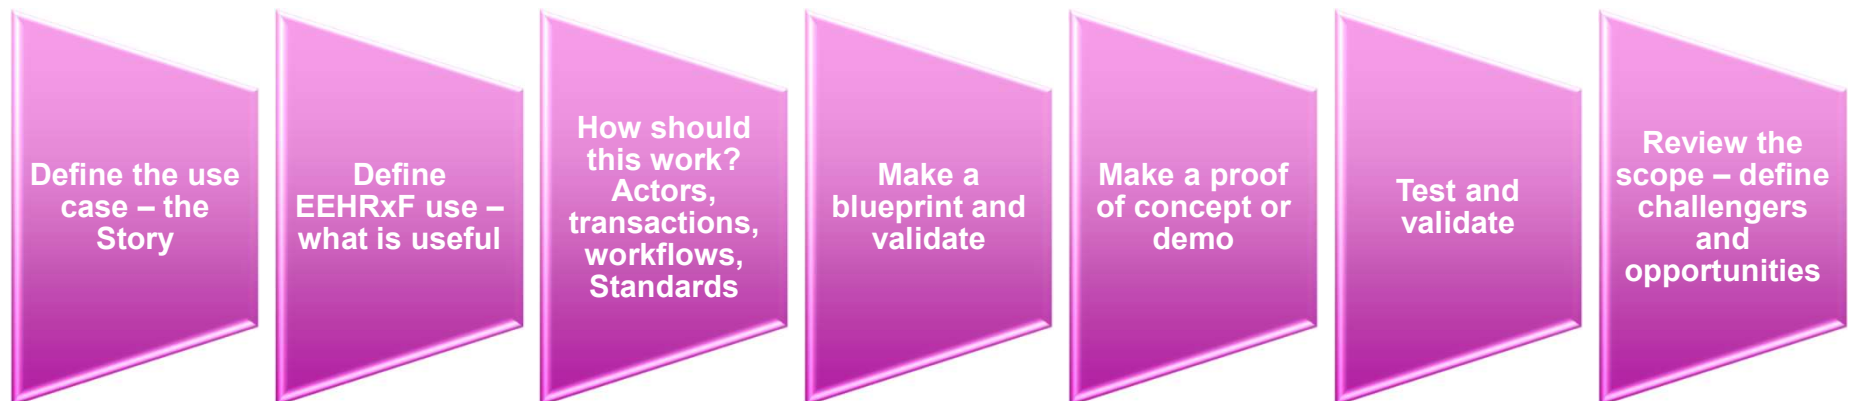 Define the use
case – the
Story
Define
EEHRxF use –
what is useful
How should
this work?
Actors,
transactions,
workflows,
Standards
Make a
blueprint and
validate
Make a proof
of concept or
demo
Test and
validate
Review the
scope – define
challengers
and
opportunities